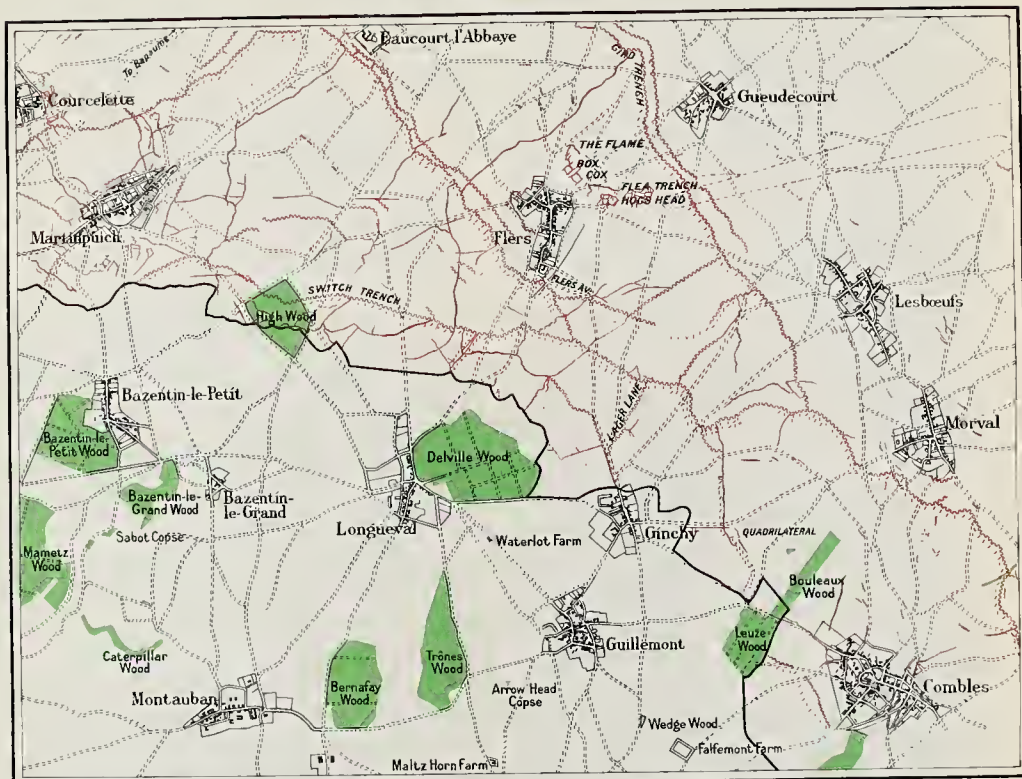 Eaucourt l'Abbaye
To Bapaume
Courcelette
GIRD TRENCH
Gueudecourt
THE FLAME
BOX
COX
FLEA TRENCH
HOGS HEAD
Martinpuich
Flers
FLERS AV.
SWITCH TRENCH
High Wood
Lesbœufs
Bazentin-le-Petit
LAGER LANE
Morval
Bazentin-le-
Petit Wood
Delville Wood
Bazentin-le-
Grand Wood
Bazentin-
le-Grand
Longueval
Sabot Copse
Waterlot Farm
Ginchy
QUADRILATERAL
Mametz
Wood
Bouleaux
Wood
Leuze
Wood
Guillemont
Caterpillar
Wood
Trônes
Wood
Montauban
Bernafay
Wood
Arrow Head
Copse
Combles
Wedge Wood
Falfemont Farm
Maltz Horn Farm